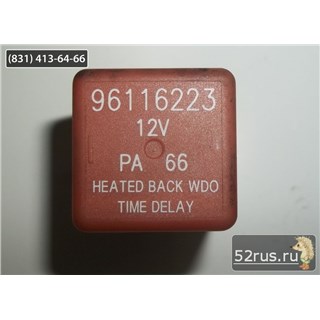 (831) 413-64-66
96116223
12V
PA 66
HEATED BACK WDO
TIME DELAY
52rus.ru